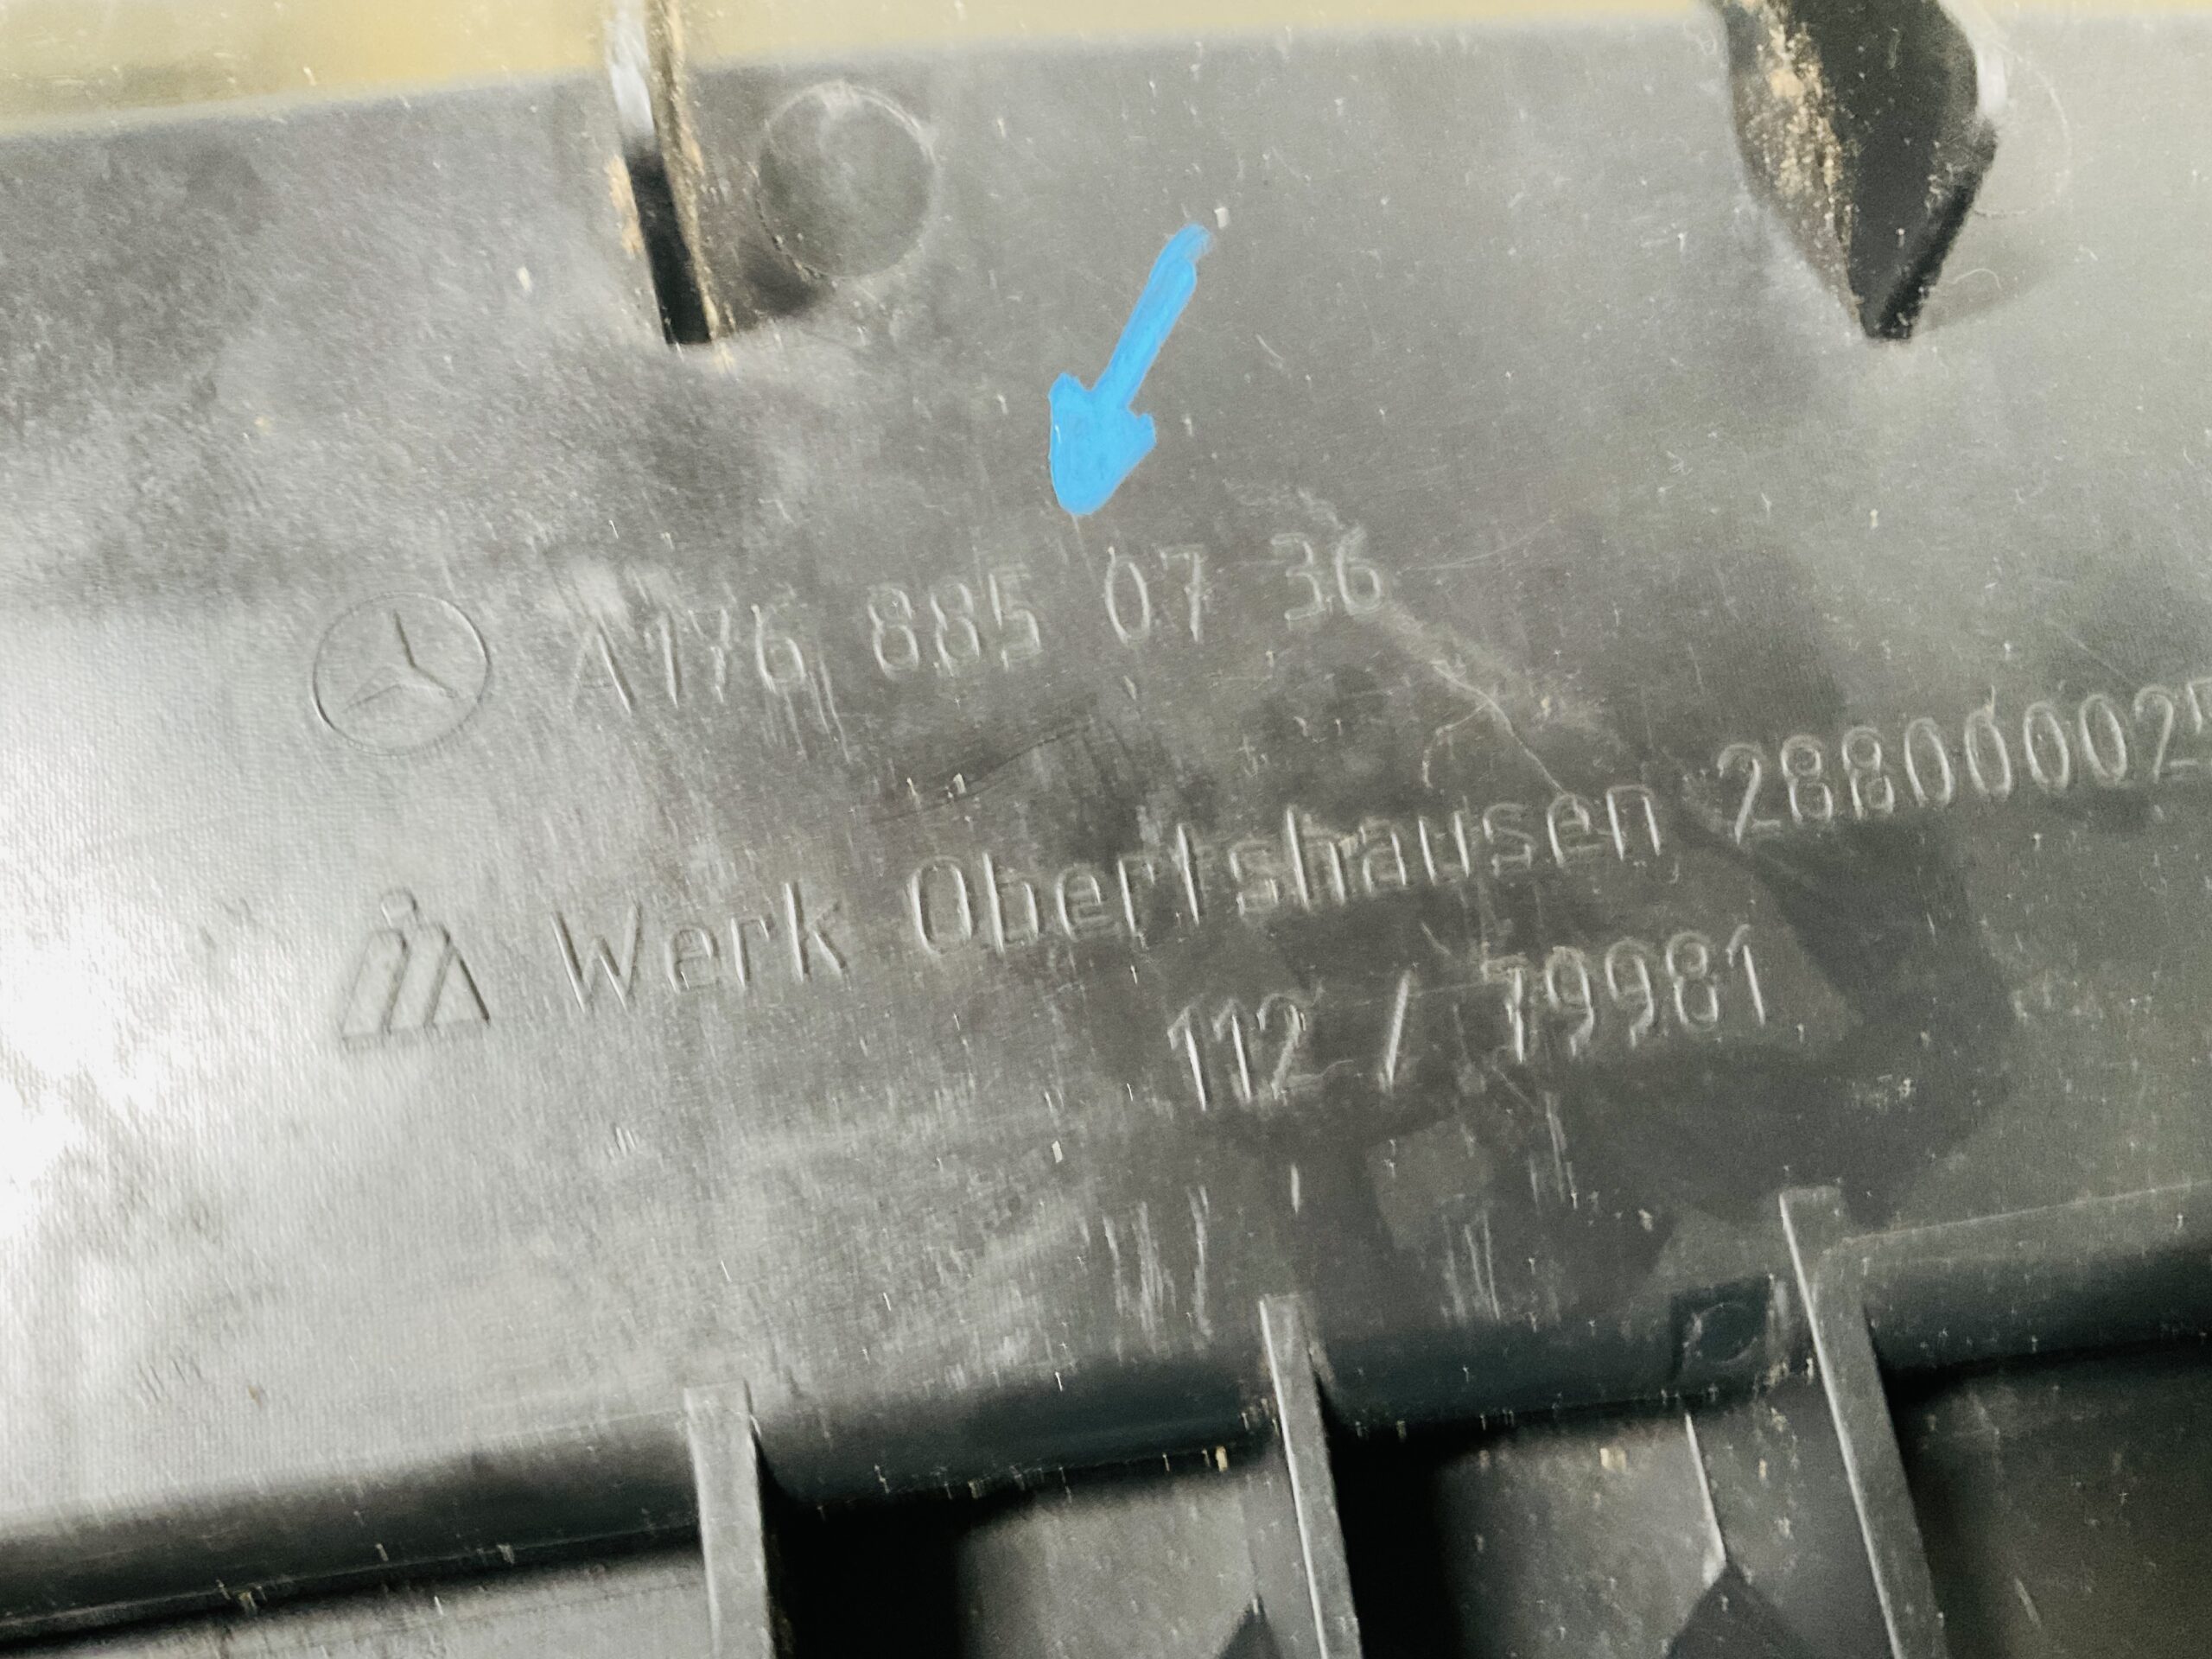 A176 885 07 36
Werk Obertshausen 288000025
112 / 79981